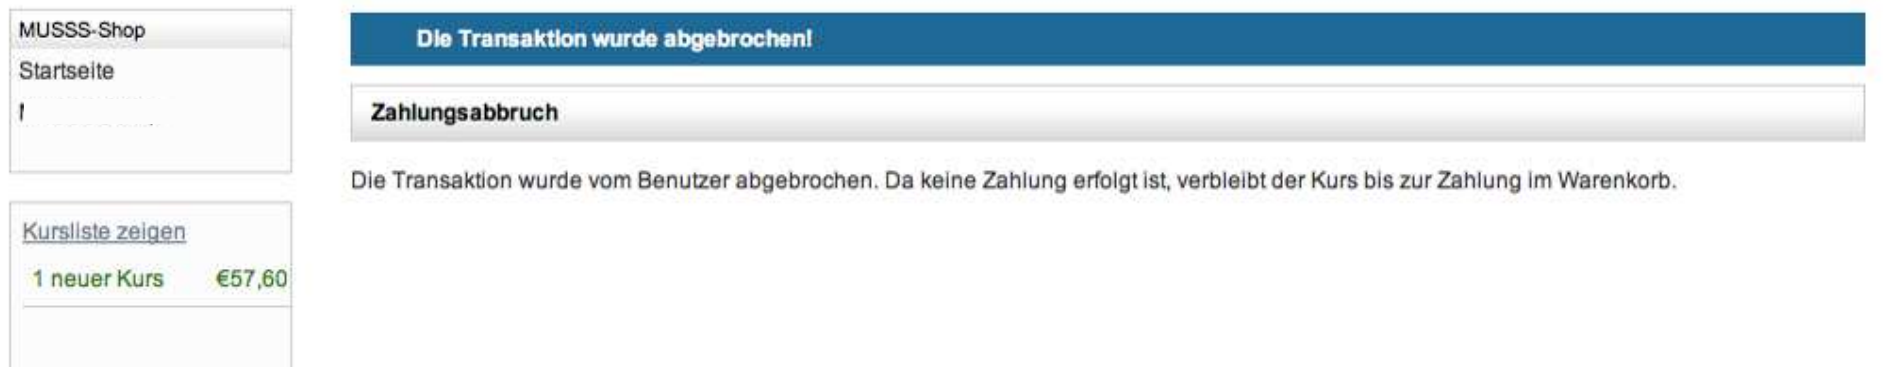 MUSSS-Shop
Startseite
Kursliste zeigen
1 neuer Kurs €57,60
Die Transaktion wurde abgebrochen!
Zahlungsabbruch
Die Transaktion wurde vom Benutzer abgebrochen. Da keine Zahlung erfolgt ist, verbleibt der Kurs bis zur Zahlung im Warenkorb.